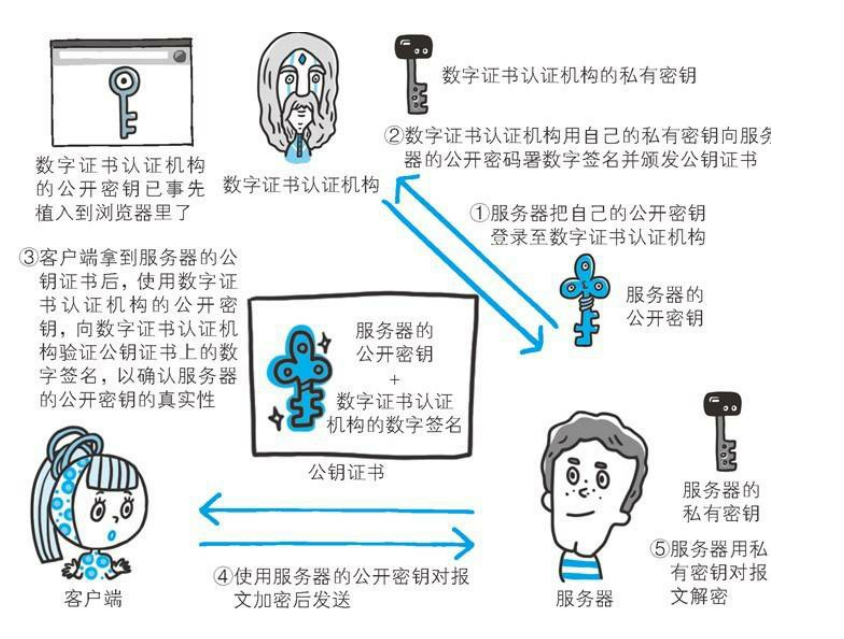 数字证书认证机构
的公开密钥已事先
植入到浏览器里了
数字证书认证机构
数字证书认证机构的私有密钥
②数字证书认证机构用自己的私有密钥向服务
器的公开密码署数字签名并颁发公钥证书
①服务器把自己的公开密钥
登录至数字证书认证机构
服务器的
公开密钥
③客户端拿到服务器的公
钥证书后，使用数字证
书认证机构的公开密
钥，向数字证书认证机
构验证公钥证书上的数
字签名，以确认服务器
的公开密钥的真实性
服务器的
公开密钥
+
数字证书认证
机构的数字签名
公钥证书
服务器的
私有密钥
④使用服务器的公开密钥对报
文加密后发送
⑤服务器用私
有密钥对报
文解密
客户端
服务器